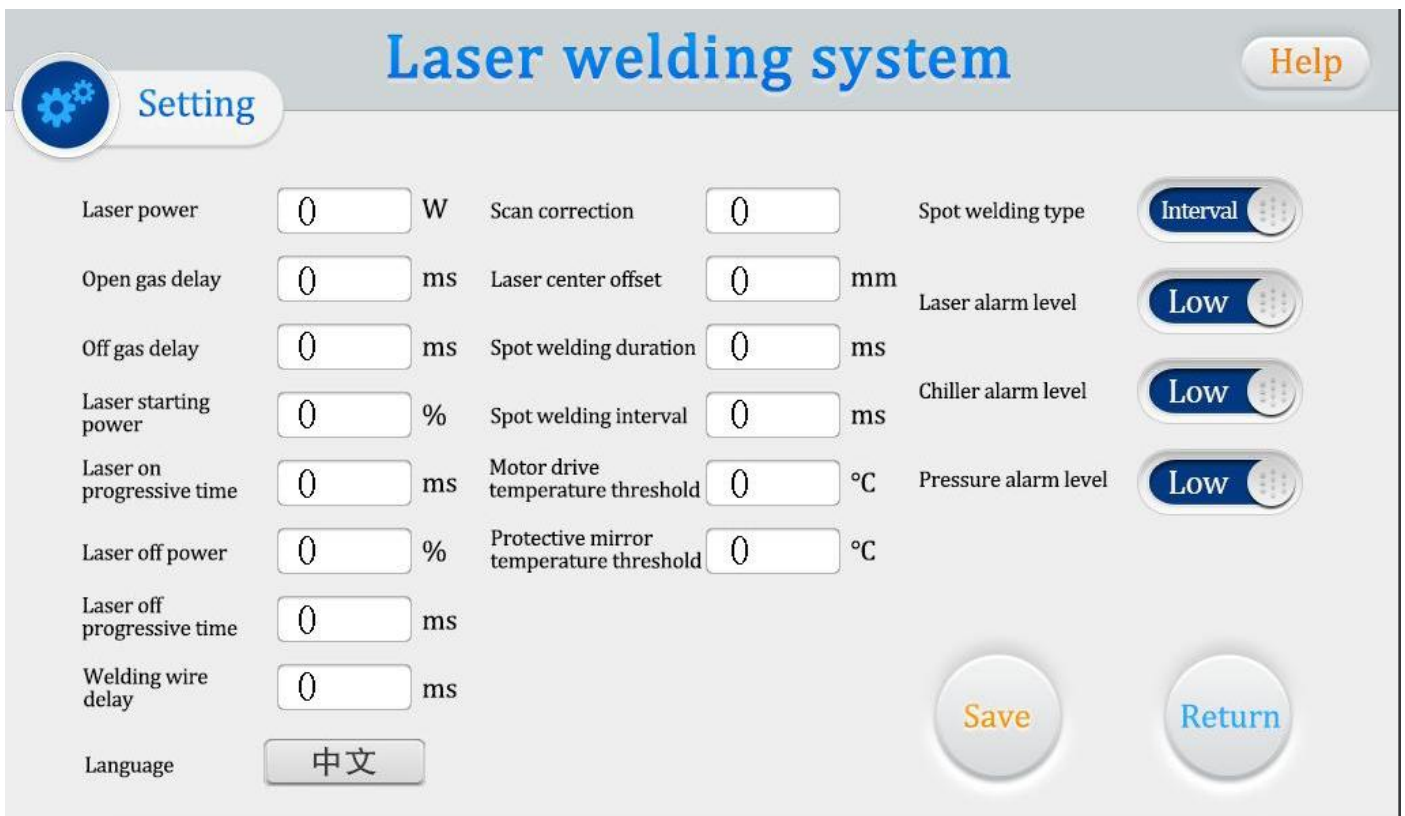 Laser welding system
Help
Setting
Laser power 0 W
Open gas delay 0 ms
Off gas delay 0 ms
Laser starting
power 0 %
Laser on
progressive time 0 ms
Laser off power 0 %
Laser off
progressive time 0 ms
Welding wire
delay 0 ms
Language 中文
Scan correction 0
Laser center offset 0 mm
Spot welding duration 0 ms
Spot welding interval 0 ms
Motor drive
temperature threshold 0 °C
Protective mirror
temperature threshold 0 °C
Spot welding type Interval
Laser alarm level Low
Chiller alarm level Low
Pressure alarm level Low
Save
Return